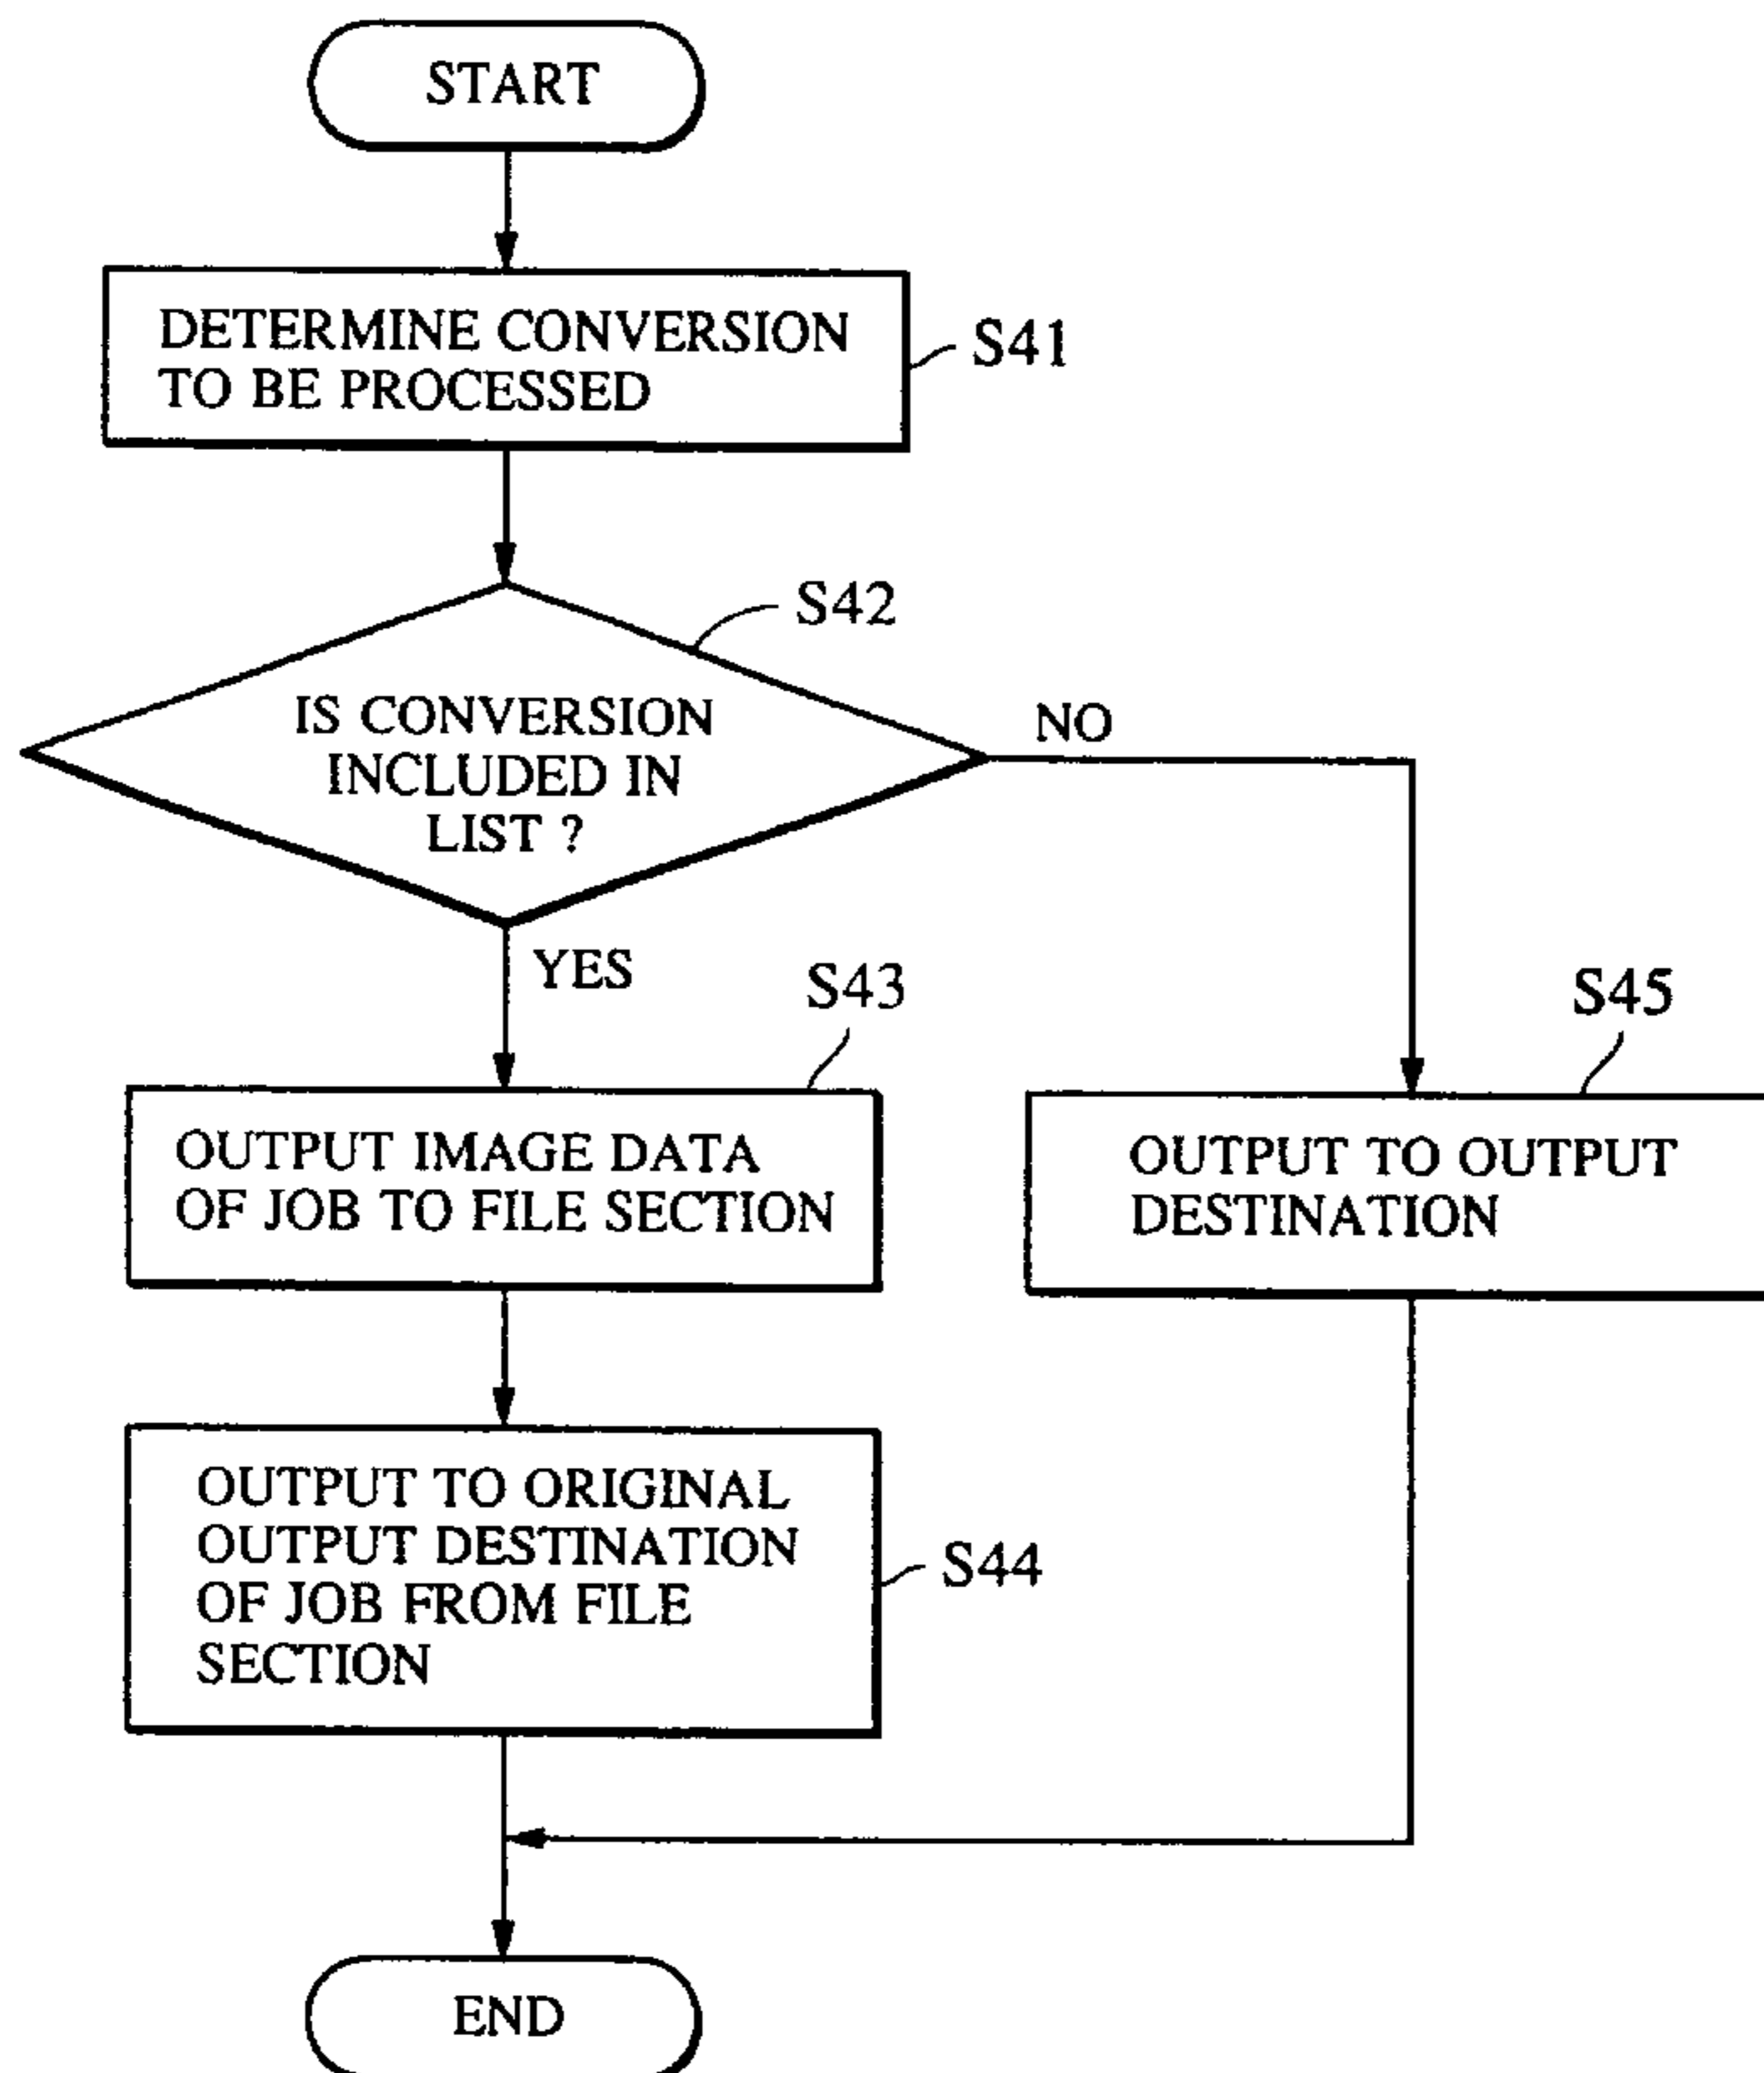 START
DETERMINE CONVERSION
TO BE PROCESSED
S41
S42
IS CONVERSION
INCLUDED IN
LIST ?
NO
YES
S43
OUTPUT IMAGE DATA
OF JOB TO FILE SECTION
S45
OUTPUT TO OUTPUT
DESTINATION
OUTPUT TO ORIGINAL
OUTPUT DESTINATION
OF JOB FROM FILE
SECTION
S44
END